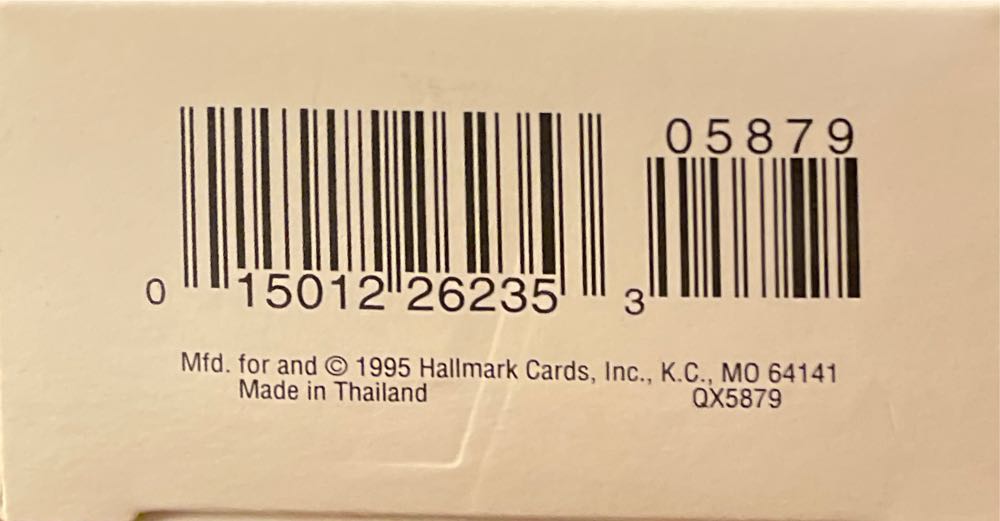 05879
0 15012 26235 3
Mfd. for and © 1995 Hallmark Cards, Inc., K.C., MO 64141
Made in Thailand QX5879